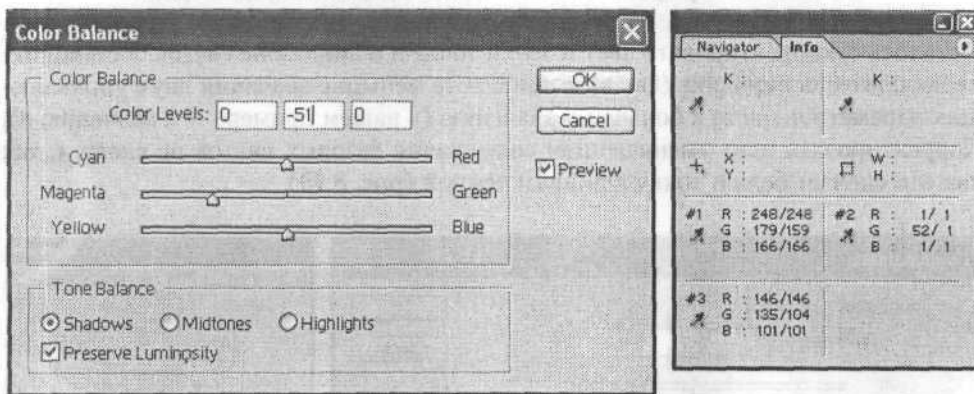 Color Balance
Color Balance
Color Levels: 0 -51 0
Cyan Red
Magenta Green
Yellow Blue
Tone Balance
Shadows Midtones Highlights
Preserve Luminosity
OK
Cancel
Preview
Navigator Info
K : K :
X : W :
Y : H :
#1 R : 248/248 #2 R : 1/ 1
G : 179/159 G : 52/ 1
B : 166/166 B : 1/ 1
#3 R : 146/146
G : 135/104
B : 101/101